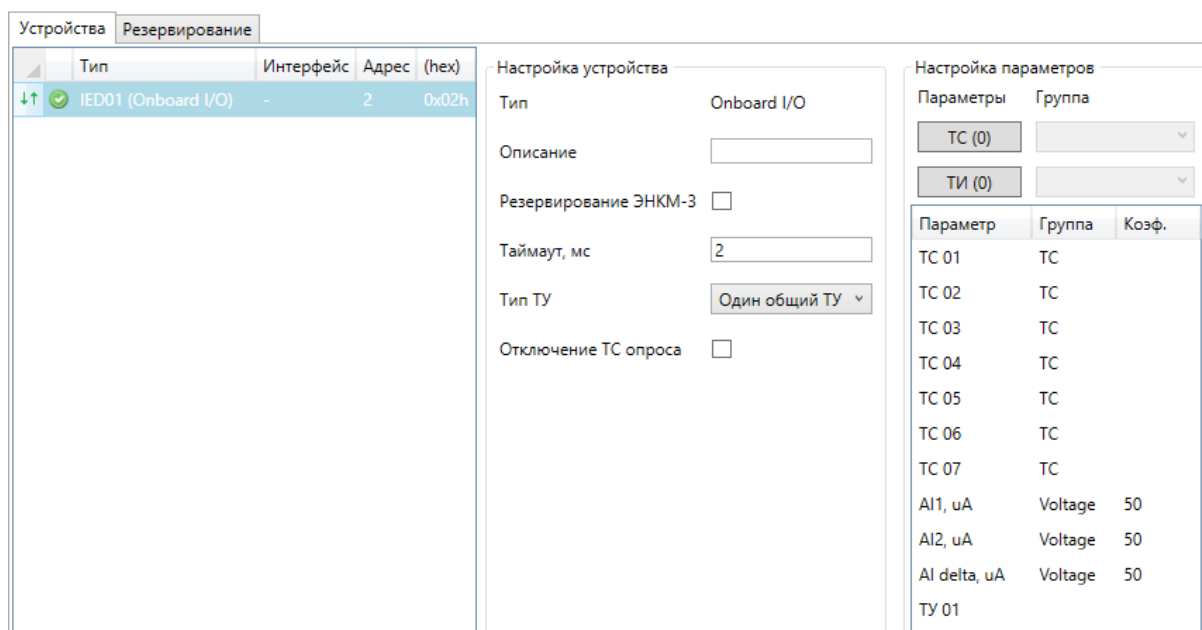 Устройства Резервирование
Тип Интерфейс Адрес (hex)
IED01 (Onboard I/O) - 2 0x02h
Настройка устройства
Тип Onboard I/O
Описание
Резервирование ЭНКМ-3
Таймаут, мс 2
Тип ТУ Один общий ТУ
Отключение ТС опроса
Настройка параметров
Параметры Группа
ТС (0)
ТИ (0)
Параметр Группа Коэф.
ТС 01 ТС
ТС 02 ТС
ТС 03 ТС
ТС 04 ТС
ТС 05 ТС
ТС 06 ТС
ТС 07 ТС
AI1, uA Voltage 50
AI2, uA Voltage 50
AI delta, uA Voltage 50
ТУ 01